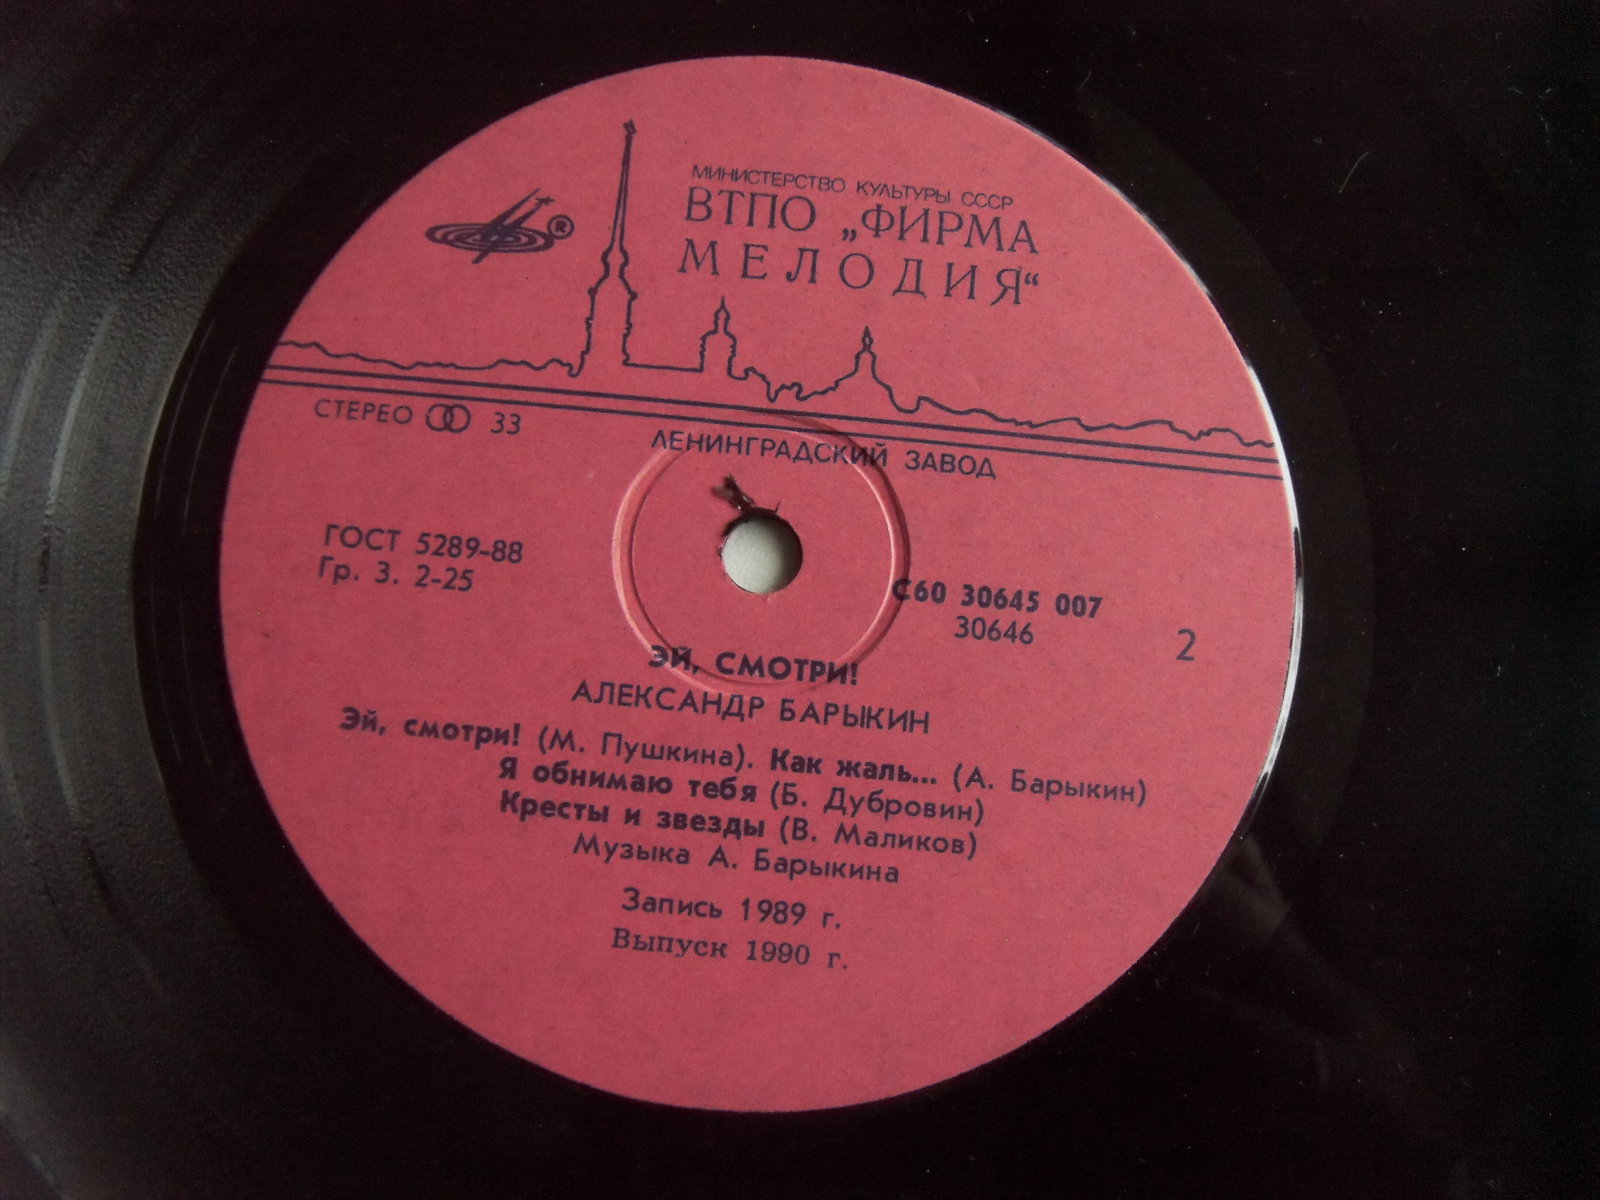 МИНИСТЕРСТВО КУЛЬТУРЫ СССР
ВТПО „ФИРМА
МЕЛОДИЯ“
®
СТЕРЕО 33
ЛЕНИНГРАДСКИЙ ЗАВОД
ГОСТ 5289-88
Гр. 3. 2-25
С60 30645 007
30646
2
ЭЙ, СМОТРИ!
АЛЕКСАНДР БАРЫКИН
Эй, смотри! (М. Пушкина). Как жаль... (А. Барыкин)
Я обнимаю тебя (Б. Дубровин)
Кресты и звезды (В. Маликов)
Музыка А. Барыкина
Запись 1989 г.
Выпуск 1990 г.